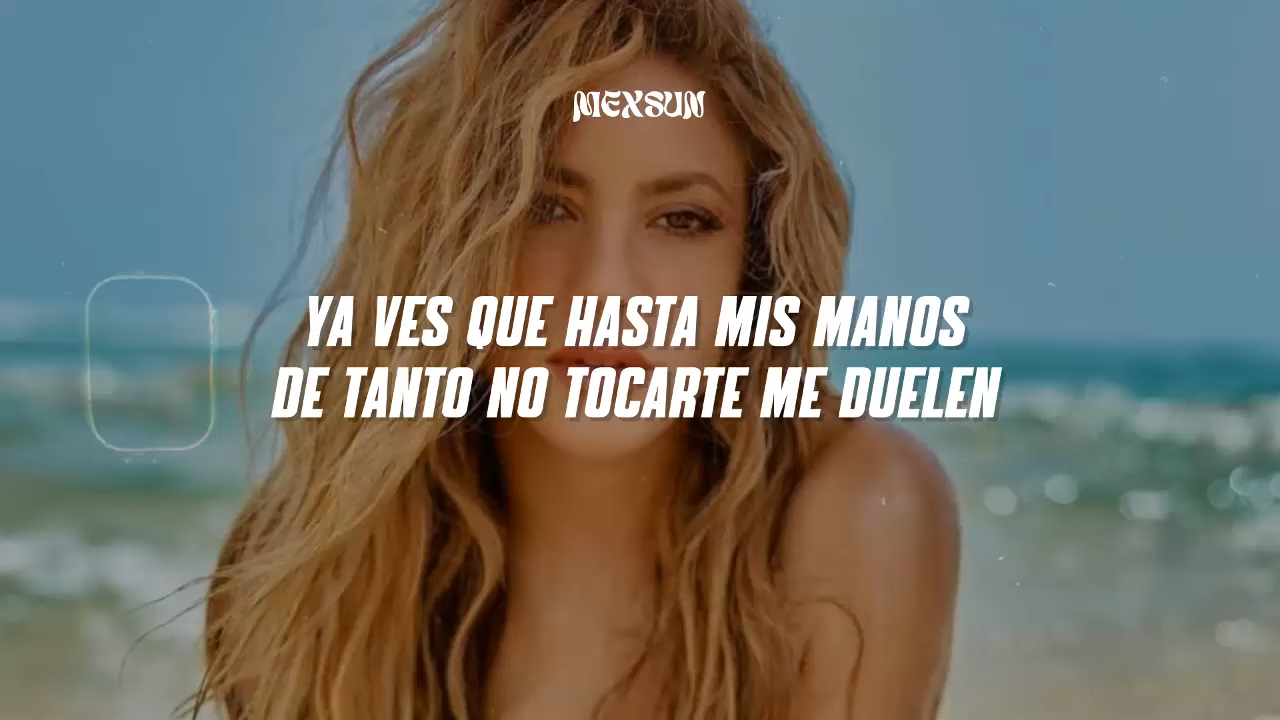 MEXSUN
YA VES QUE HASTA MIS MANOS
DE TANTO NO TOCARTE ME DUELEN